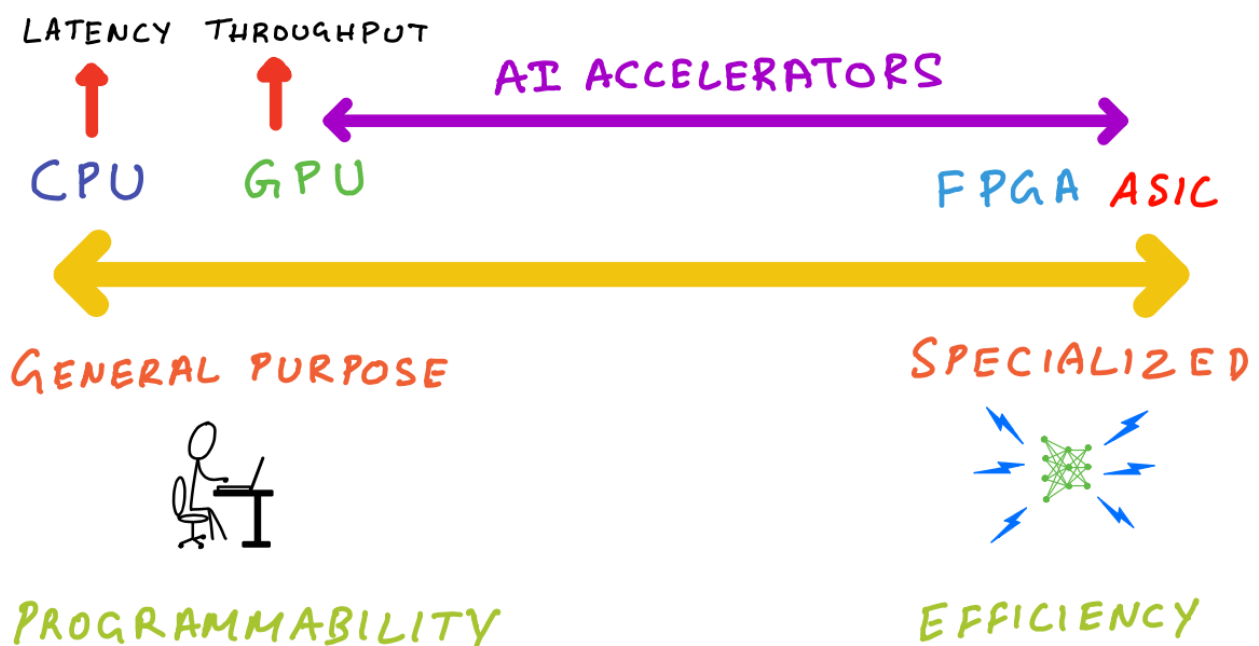 LATENCY THROUGHPUT
AI ACCELERATORS
CPU GPU FPGA ASIC
GENERAL PURPOSE SPECIALIZED
PROGRAMMABILITY EFFICIENCY